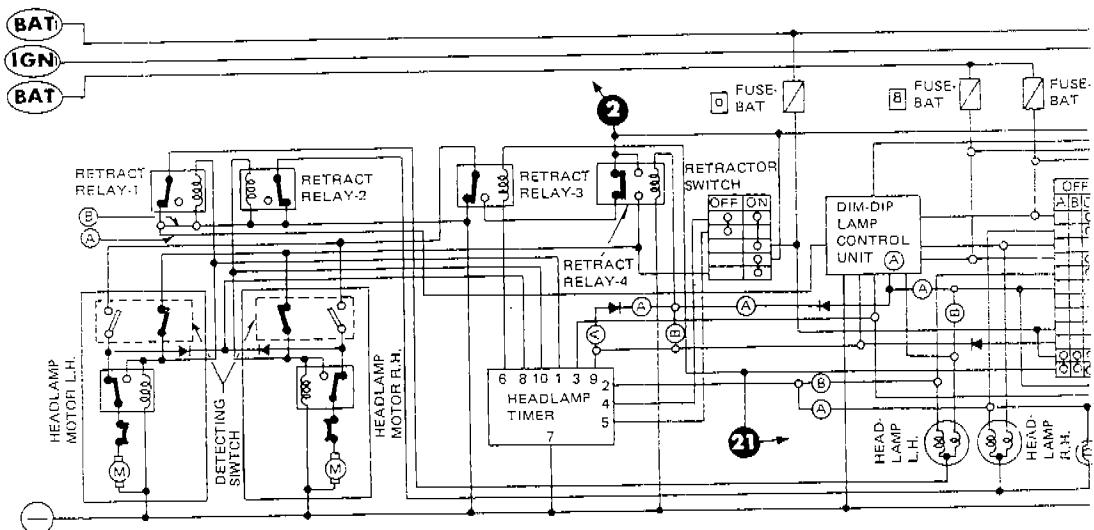 BAT
IGN
BAT
2
D FUSE-
BAT
B FUSE-
BAT
FUSE-
BAT
RETRACT
RELAY-1
RETRACT
RELAY-2
RETRACT
RELAY-3
RETRACTOR
SWITCH
OFF ON
DIM-DIP
LAMP
CONTROL
UNIT A
OFF
A B
B
A
RETRACT
RELAY-4
A
A
A
B
A
B
HEADLAMP
MOTOR L.H.
DETECTING
SWTCH
HEADLAMP
MOTOR R.H.
M
M
6 8 10 1 3 9 2
HEADLAMP 4
TIMER 5
7
B
A
21
HEAD-
LAMP
L.H.
HEAD-
LAMP
R.H.
−